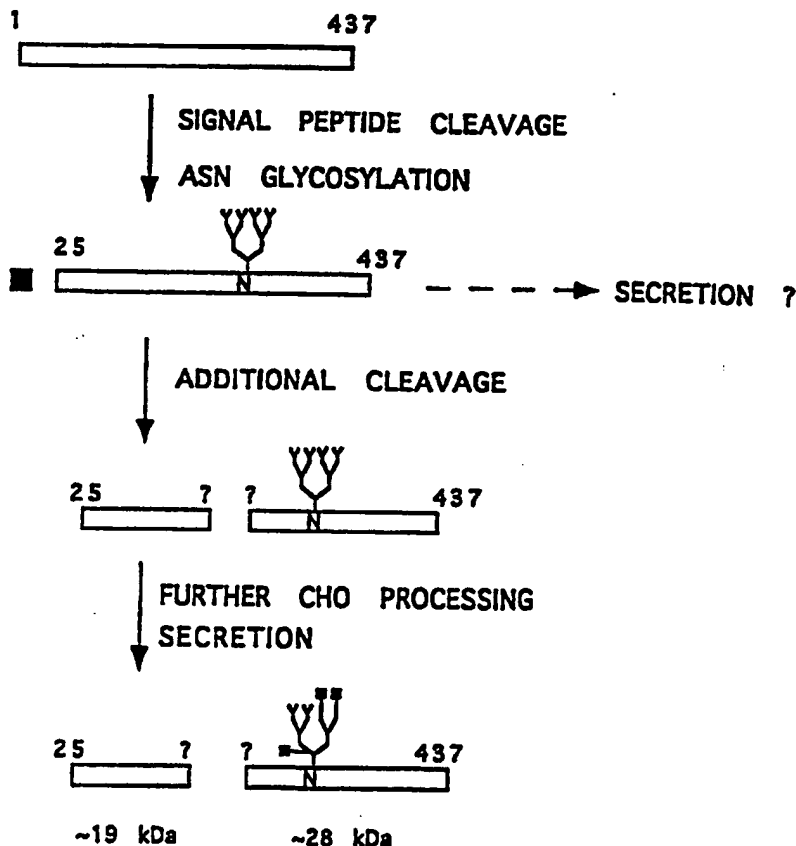 1 437
SIGNAL PEPTIDE CLEAVAGE
ASN GLYCOSYLATION
25 437
N
SECRETION ?
ADDITIONAL CLEAVAGE
25 ? ? 437
N
FURTHER CHO PROCESSING
SECRETION
25 ? ? 437
N
~19 kDa ~28 kDa